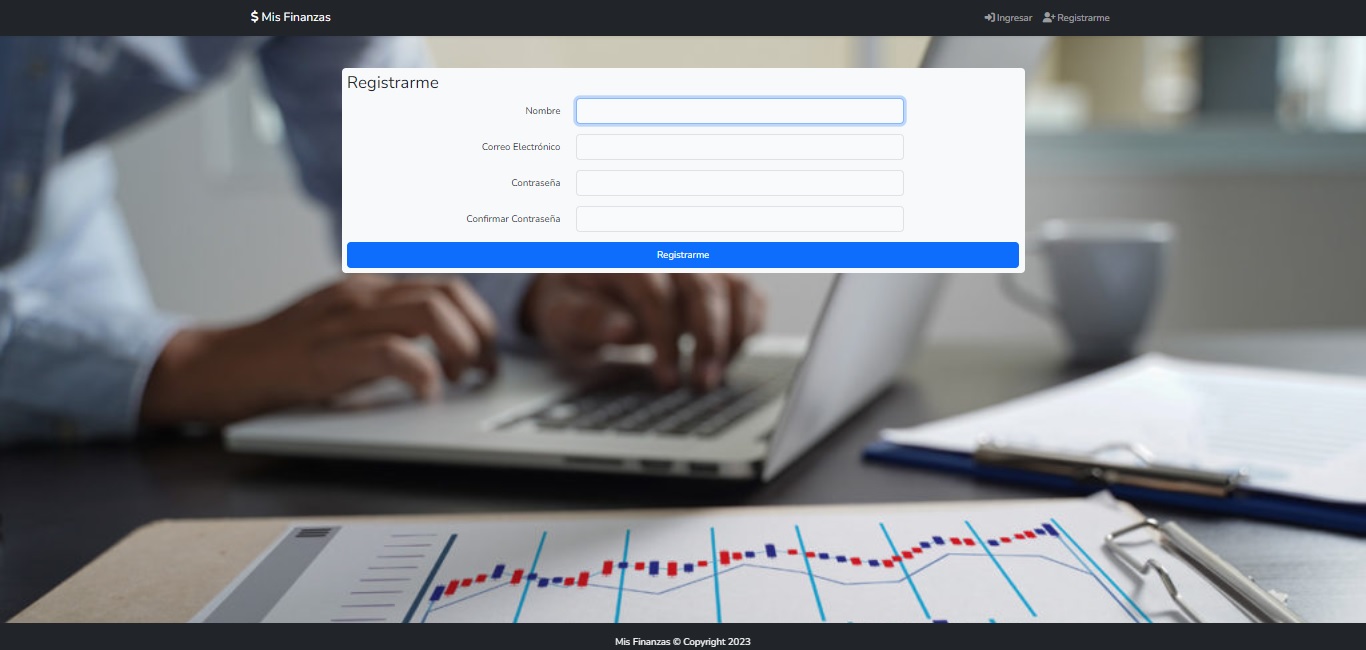 $ Mis Finanzas
Ingresar
Registrarme
Registrarme
Nombre
Correo Electrónico
Contraseña
Confirmar Contraseña
Registrarme
Mis Finanzas © Copyright 2023